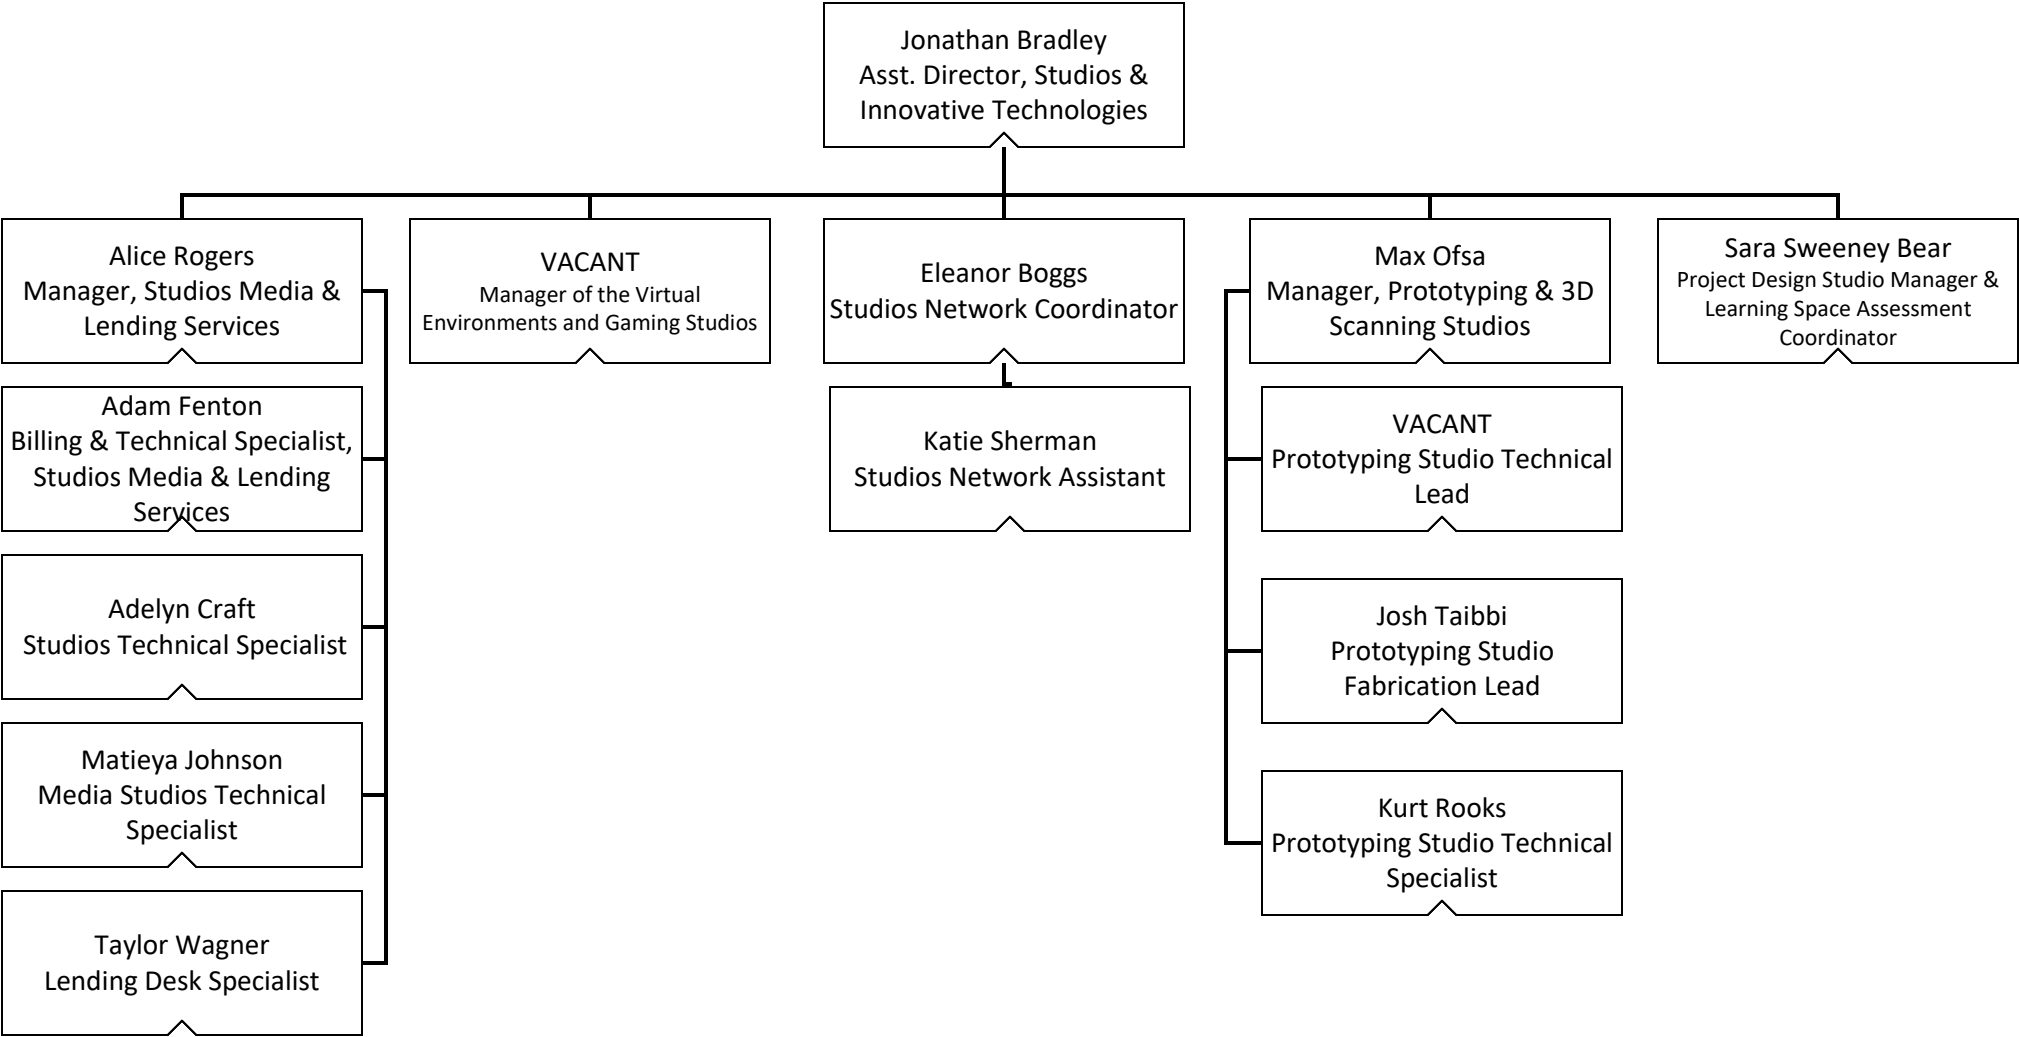 Jonathan Bradley
Asst. Director, Studios &
Innovative Technologies
Alice Rogers
Manager, Studios Media &
Lending Services
VACANT
Manager of the Virtual
Environments and Gaming Studios
Eleanor Boggs
Studios Network Coordinator
Max Ofsa
Manager, Prototyping & 3D
Scanning Studios
Sara Sweeney Bear
Project Design Studio Manager &
Learning Space Assessment
Coordinator
Adam Fenton
Billing & Technical Specialist,
Studios Media & Lending
Services
Adelyn Craft
Studios Technical Specialist
Matieya Johnson
Media Studios Technical
Specialist
Taylor Wagner
Lending Desk Specialist
Katie Sherman
Studios Network Assistant
VACANT
Prototyping Studio Technical
Lead
Josh Taibbi
Prototyping Studio
Fabrication Lead
Kurt Rooks
Prototyping Studio Technical
Specialist